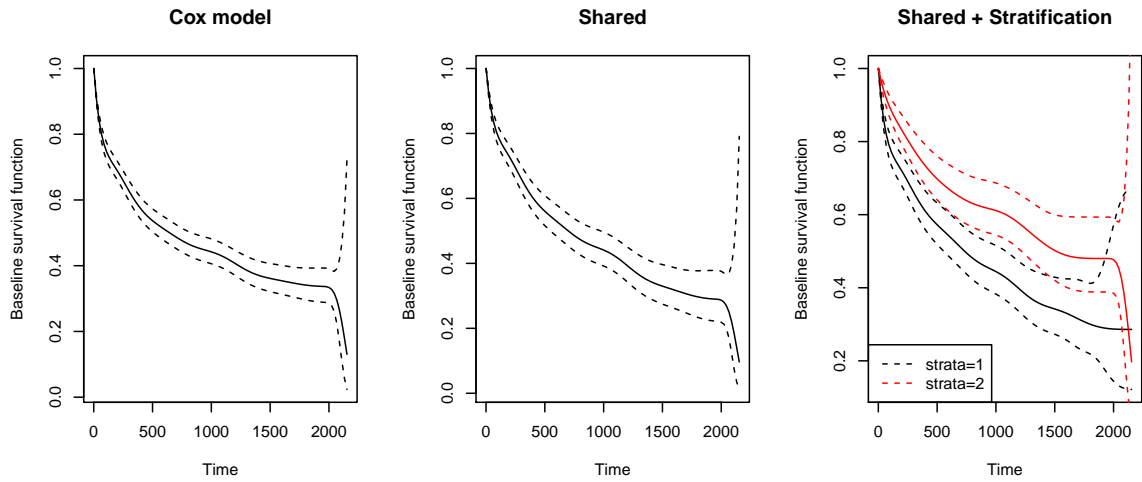 Cox model
Baseline survival function
1.0
0.8
0.6
0.4
0.2
0.0
0 500 1000 1500 2000
Time
Shared
Baseline survival function
1.0
0.8
0.6
0.4
0.2
0.0
0 500 1000 1500 2000
Time
Shared + Stratification
Baseline survival function
1.0
0.8
0.6
0.4
0.2
strata=1
strata=2
0 500 1000 1500 2000
Time